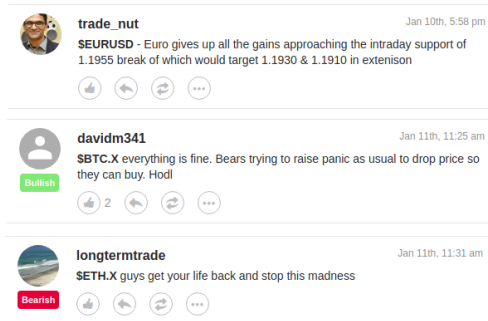 trade_nut
Jan 10th, 5:58 pm
$EURUSD - Euro gives up all the gains approaching the intraday support of
1.1955 break of which would target 1.1930 & 1.1910 in extenison
davidm341
Jan 11th, 11:25 am
$BTC.X everything is fine. Bears trying to raise panic as usual to drop price so
they can buy. Hodl
Bullish
2
longtermtrade
Jan 11th, 11:31 am
$ETH.X guys get your life back and stop this madness
Bearish